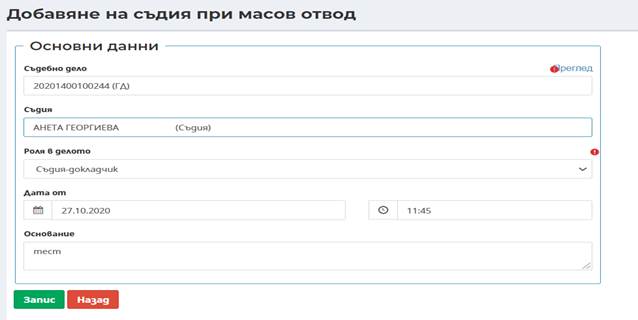 Добавяне на съдия при масов отвод
Основни данни
Съдебно дело
Преглед
20201400100244 (ГД)
Съдия
АНЕТА ГЕОРГИЕВА (Съдия)
Роля в делото
Съдия-докладчик
Дата от
27.10.2020 11:45
Основание
тест
Запис Назад